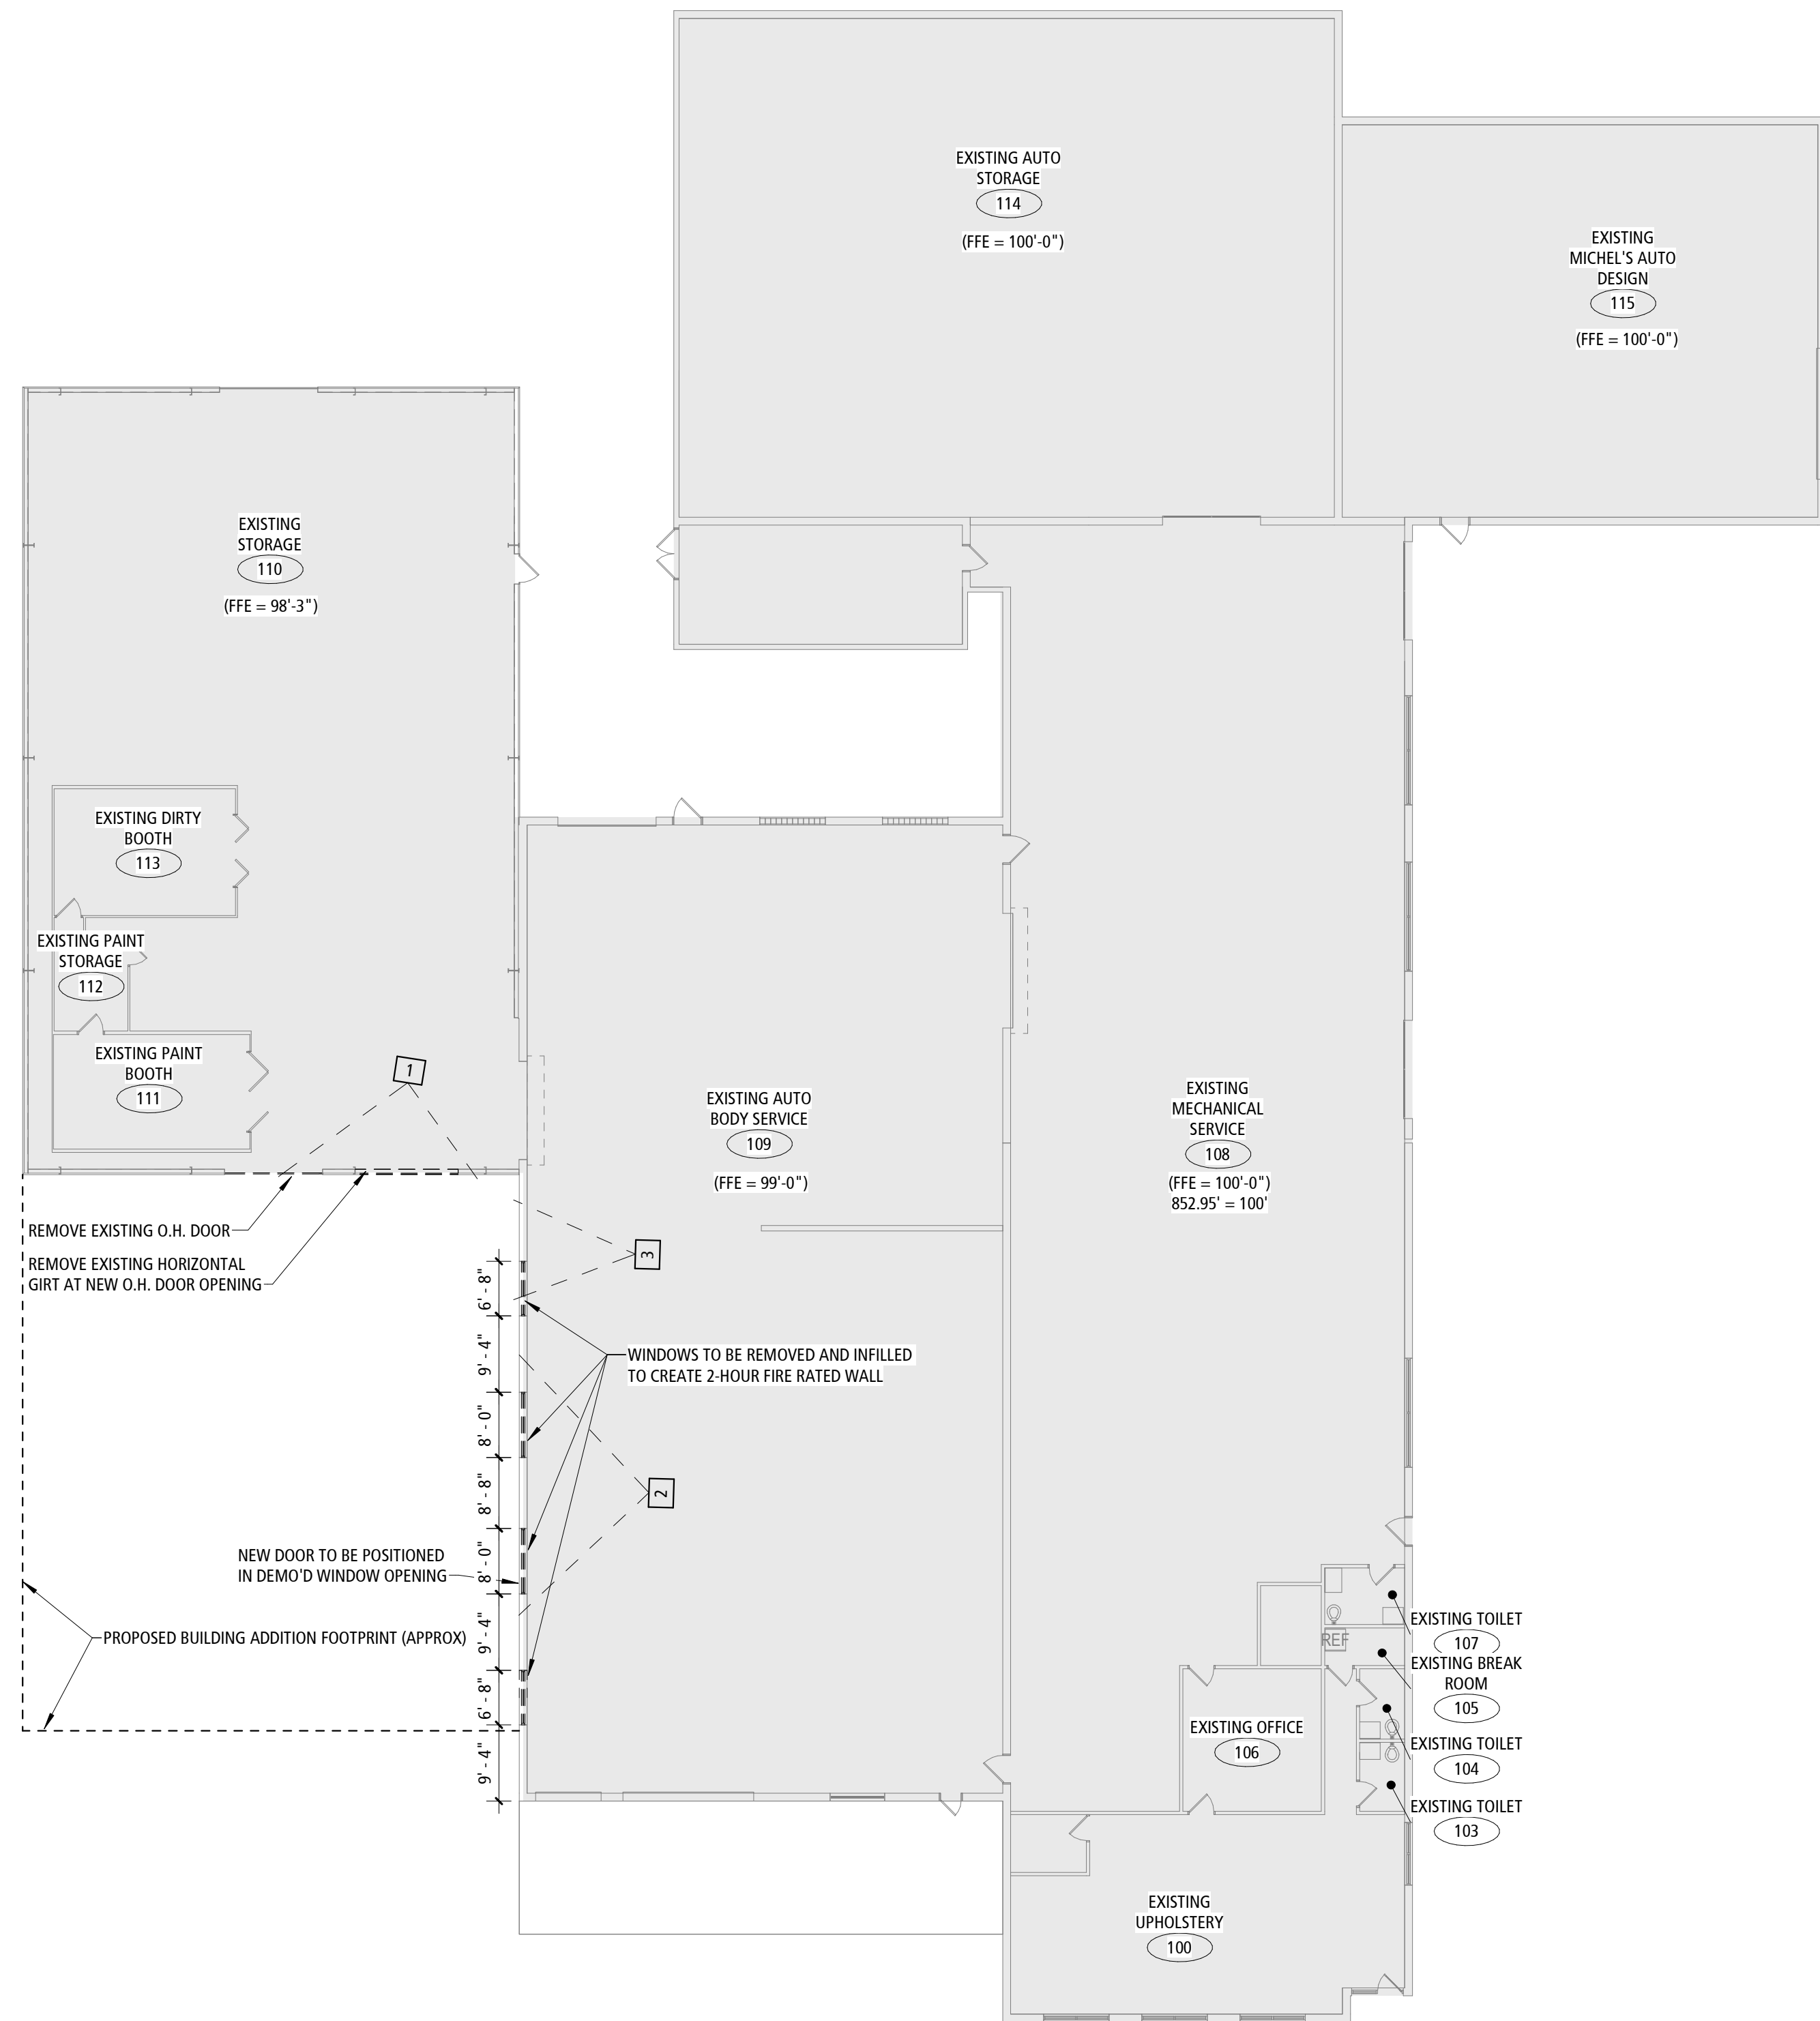 EXISTING AUTO
STORAGE
114
(FFE = 100'-0")
EXISTING
MICHEL'S AUTO
DESIGN
115
(FFE = 100'-0")
EXISTING
STORAGE
110
(FFE = 98'-3")
EXISTING DIRTY
BOOTH
113
EXISTING PAINT
STORAGE
112
EXISTING PAINT
BOOTH
111
1
EXISTING AUTO
BODY SERVICE
109
(FFE = 99'-0")
EXISTING
MECHANICAL
SERVICE
108
(FFE = 100'-0")
852.95' = 100'
REMOVE EXISTING O.H. DOOR
REMOVE EXISTING HORIZONTAL
GIRT AT NEW O.H. DOOR OPENING
3
6' - 8"
9' - 4"
8' - 0"
8' - 8"
8' - 0"
9' - 4"
6' - 8"
9' - 4"
WINDOWS TO BE REMOVED AND INFILLED
TO CREATE 2-HOUR FIRE RATED WALL
2
NEW DOOR TO BE POSITIONED
IN DEMO'D WINDOW OPENING
PROPOSED BUILDING ADDITION FOOTPRINT (APPROX)
REF
EXISTING TOILET
107
EXISTING BREAK
ROOM
105
EXISTING OFFICE
106
EXISTING TOILET
104
EXISTING TOILET
103
EXISTING
UPHOLSTERY
100